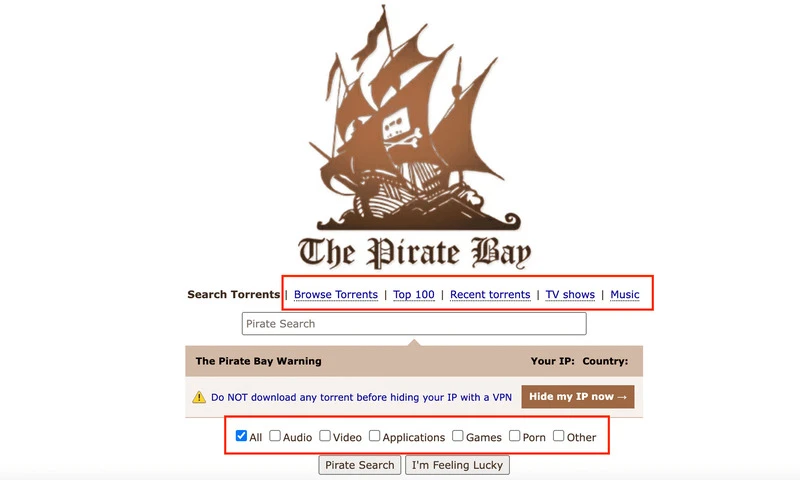 The Pirate Bay
Search Torrents | Browse Torrents | Top 100 | Recent torrents | TV shows | Music
Pirate Search
The Pirate Bay Warning Your IP: Country:
Do NOT download any torrent before hiding your IP with a VPN Hide my IP now →
All Audio Video Applications Games Porn Other
Pirate Search I'm Feeling Lucky